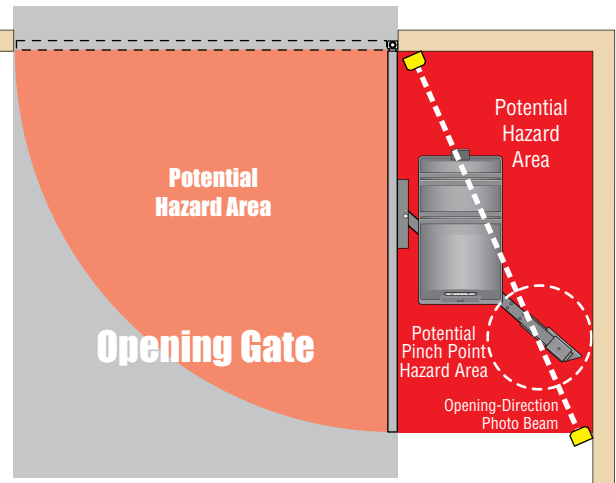 Potential
Hazard Area
Opening Gate
Potential
Hazard
Area
Potential
Pinch Point
Hazard Area
Opening-Direction
Photo Beam